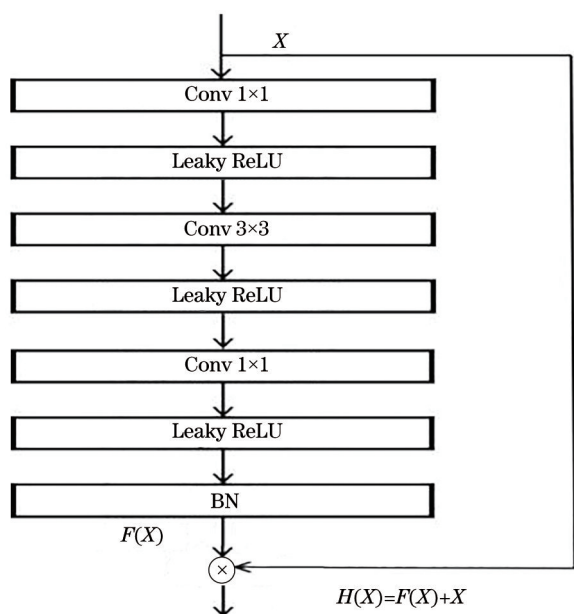 X
Conv 1×1
Leaky ReLU
Conv 3×3
Leaky ReLU
Conv 1×1
Leaky ReLU
BN
F(X)
×
H(X)=F(X)+X